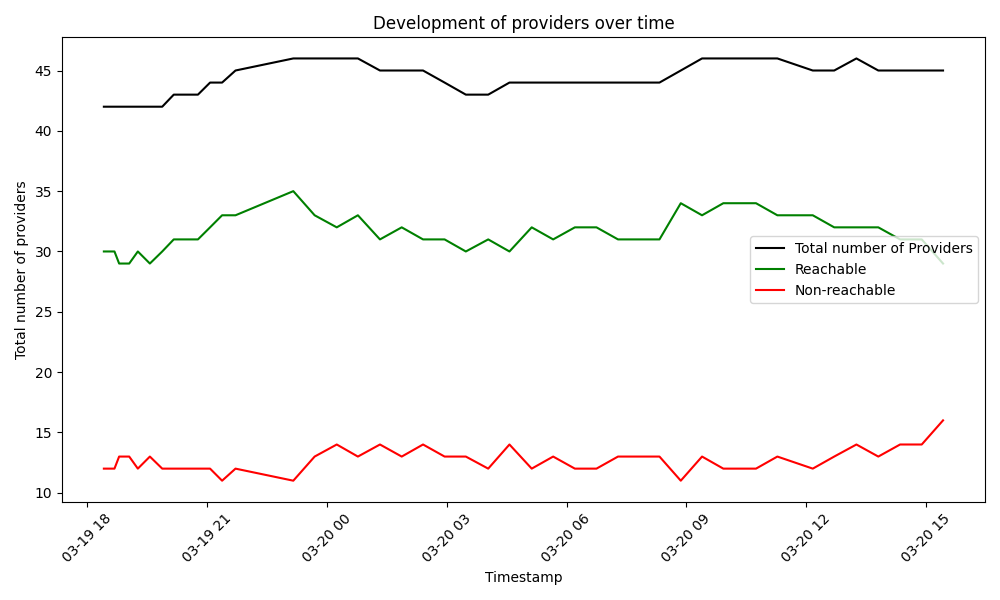 Development of providers over time
Total number of providers
45
40
35
30
25
20
15
10
Total number of Providers
Reachable
Non-reachable
03-19 18
03-19 21
03-20 00
03-20 03
03-20 06
03-20 09
03-20 12
03-20 15
Timestamp